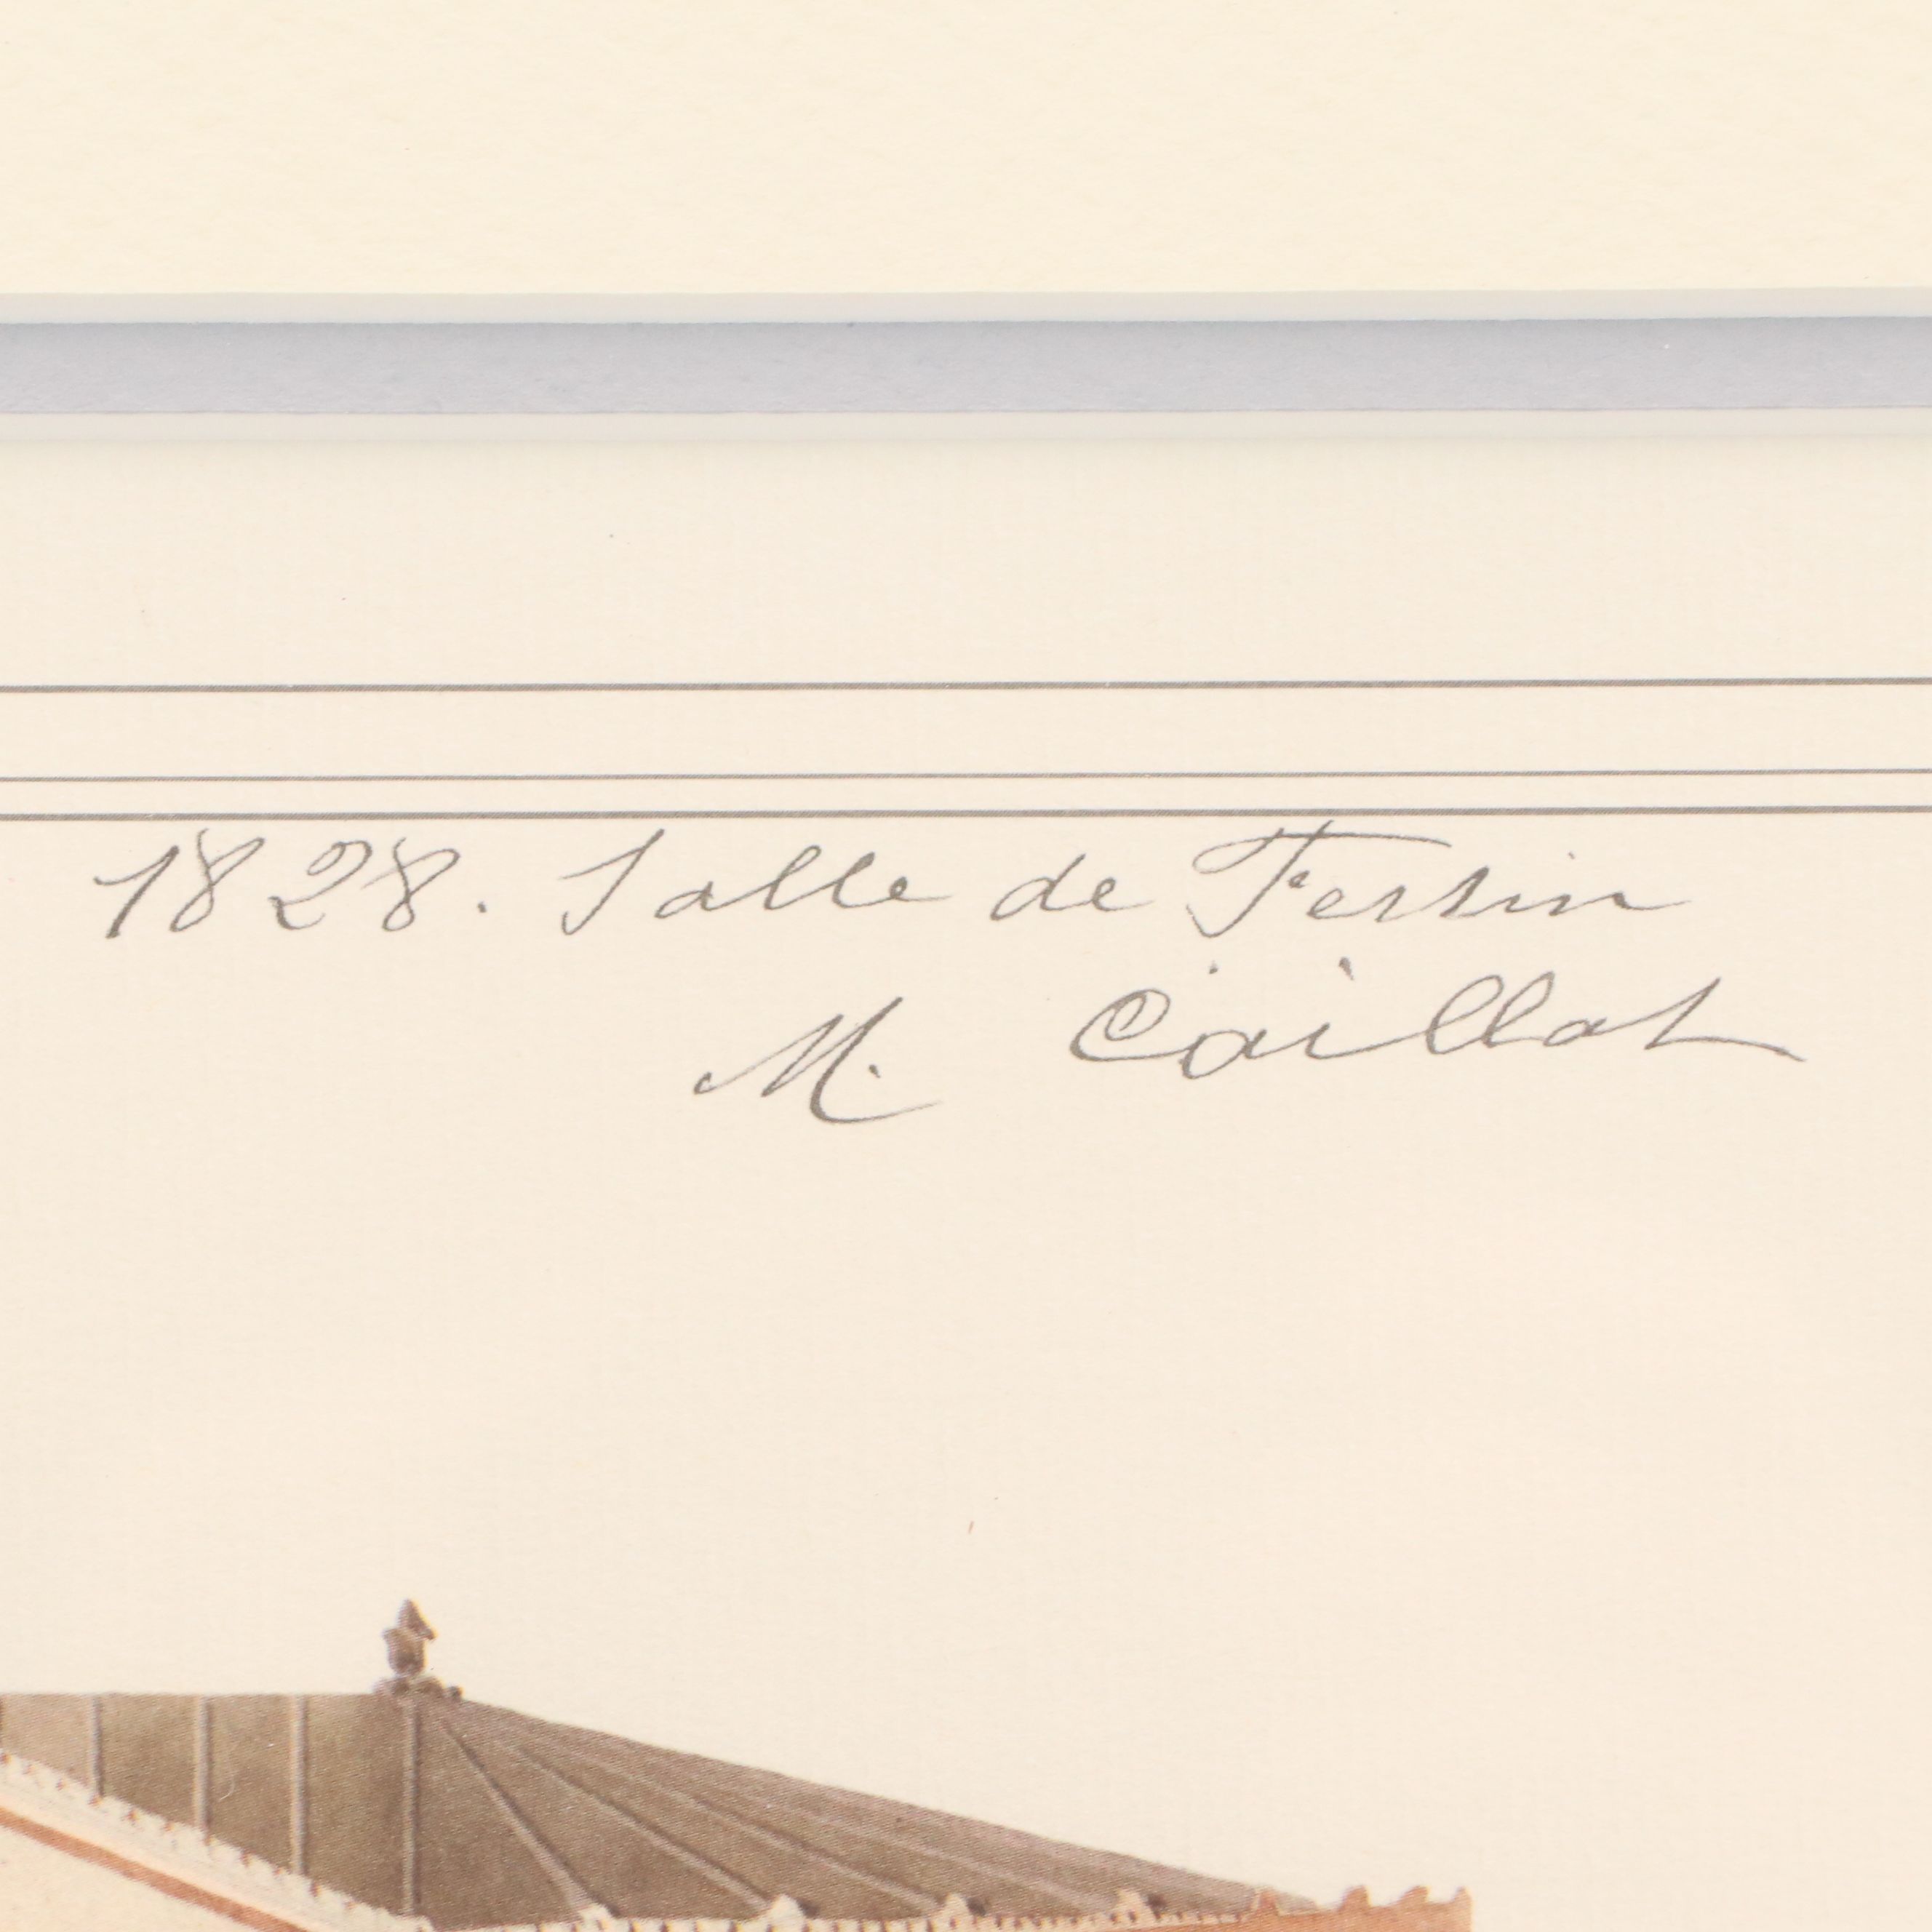 1828. Salle de Festin
M. Caillat